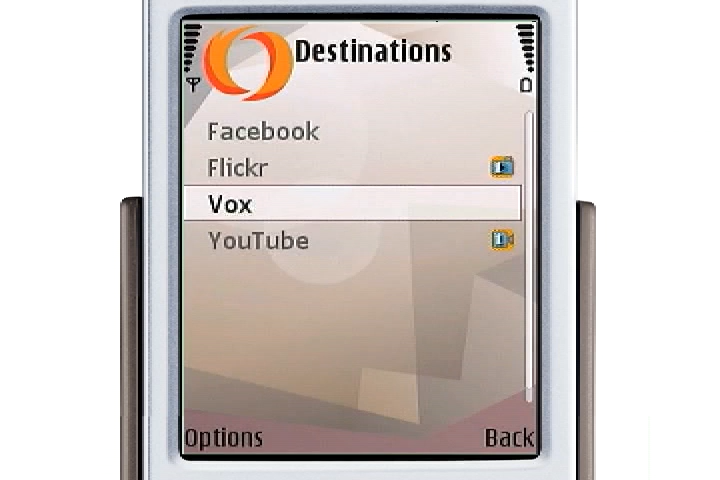 Destinations
Facebook
Flickr
Vox
YouTube
Options Back